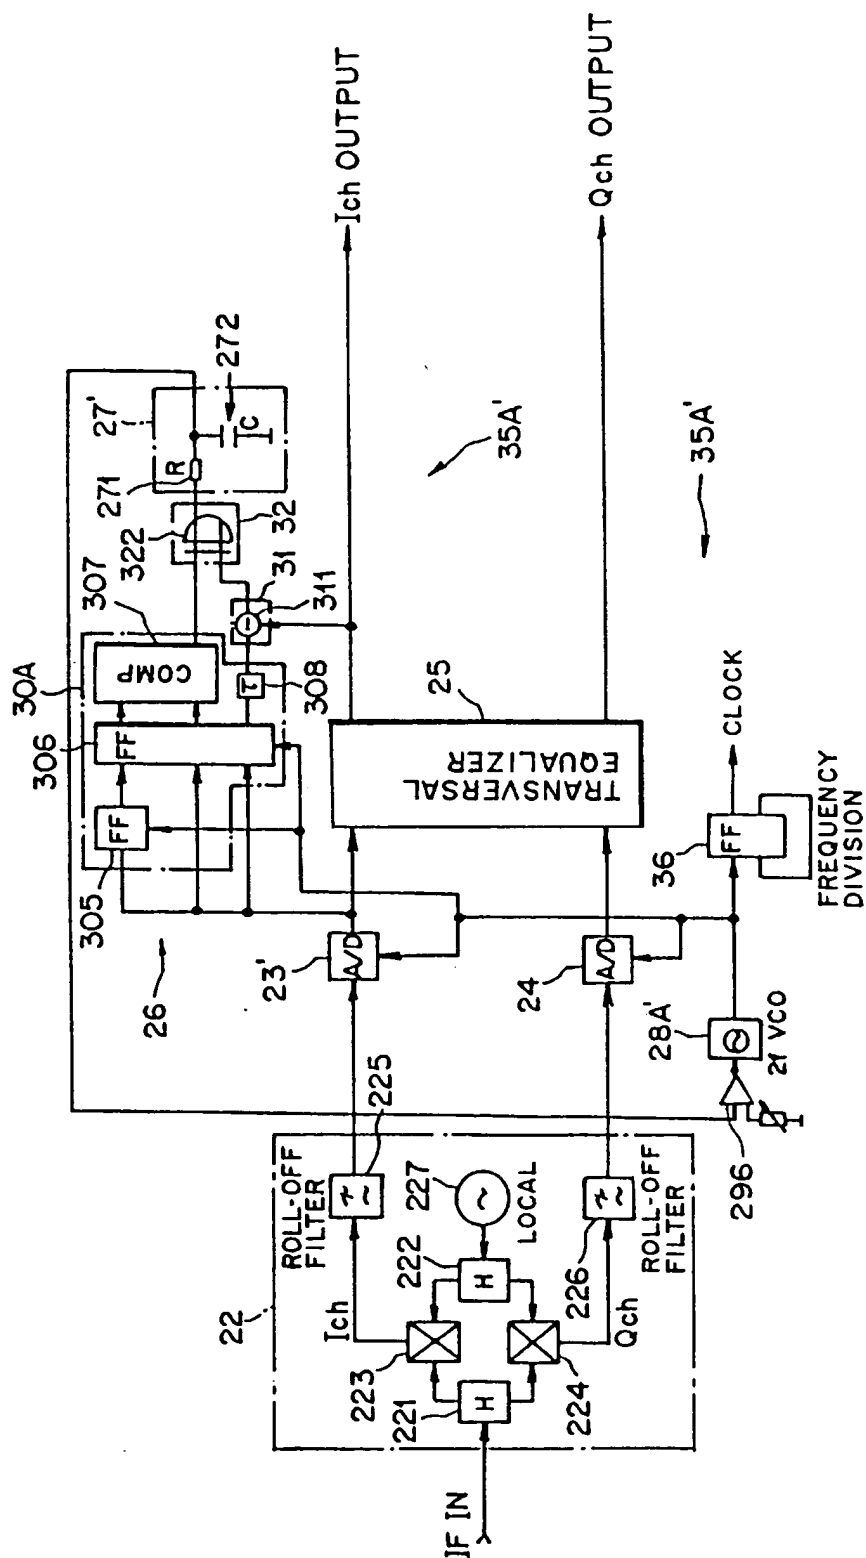 IF IN
22
221
H
223
224
222
H
227
~
LOCAL
Ich
Qch
ROLL-OFF
FILTER
225
226
ROLL-OFF
FILTER
296
28A'
2f VCO
26
23'
A/D
24
A/D
305
FF
306
FF
30A
307
COMP
308
τ
311
31
322
32
271
R
27'
272
C
25
TRANSVERSAL
EQUALIZER
36
FF
FREQUENCY
DIVISION
CLOCK
35A'
35A'
Ich OUTPUT
Qch OUTPUT